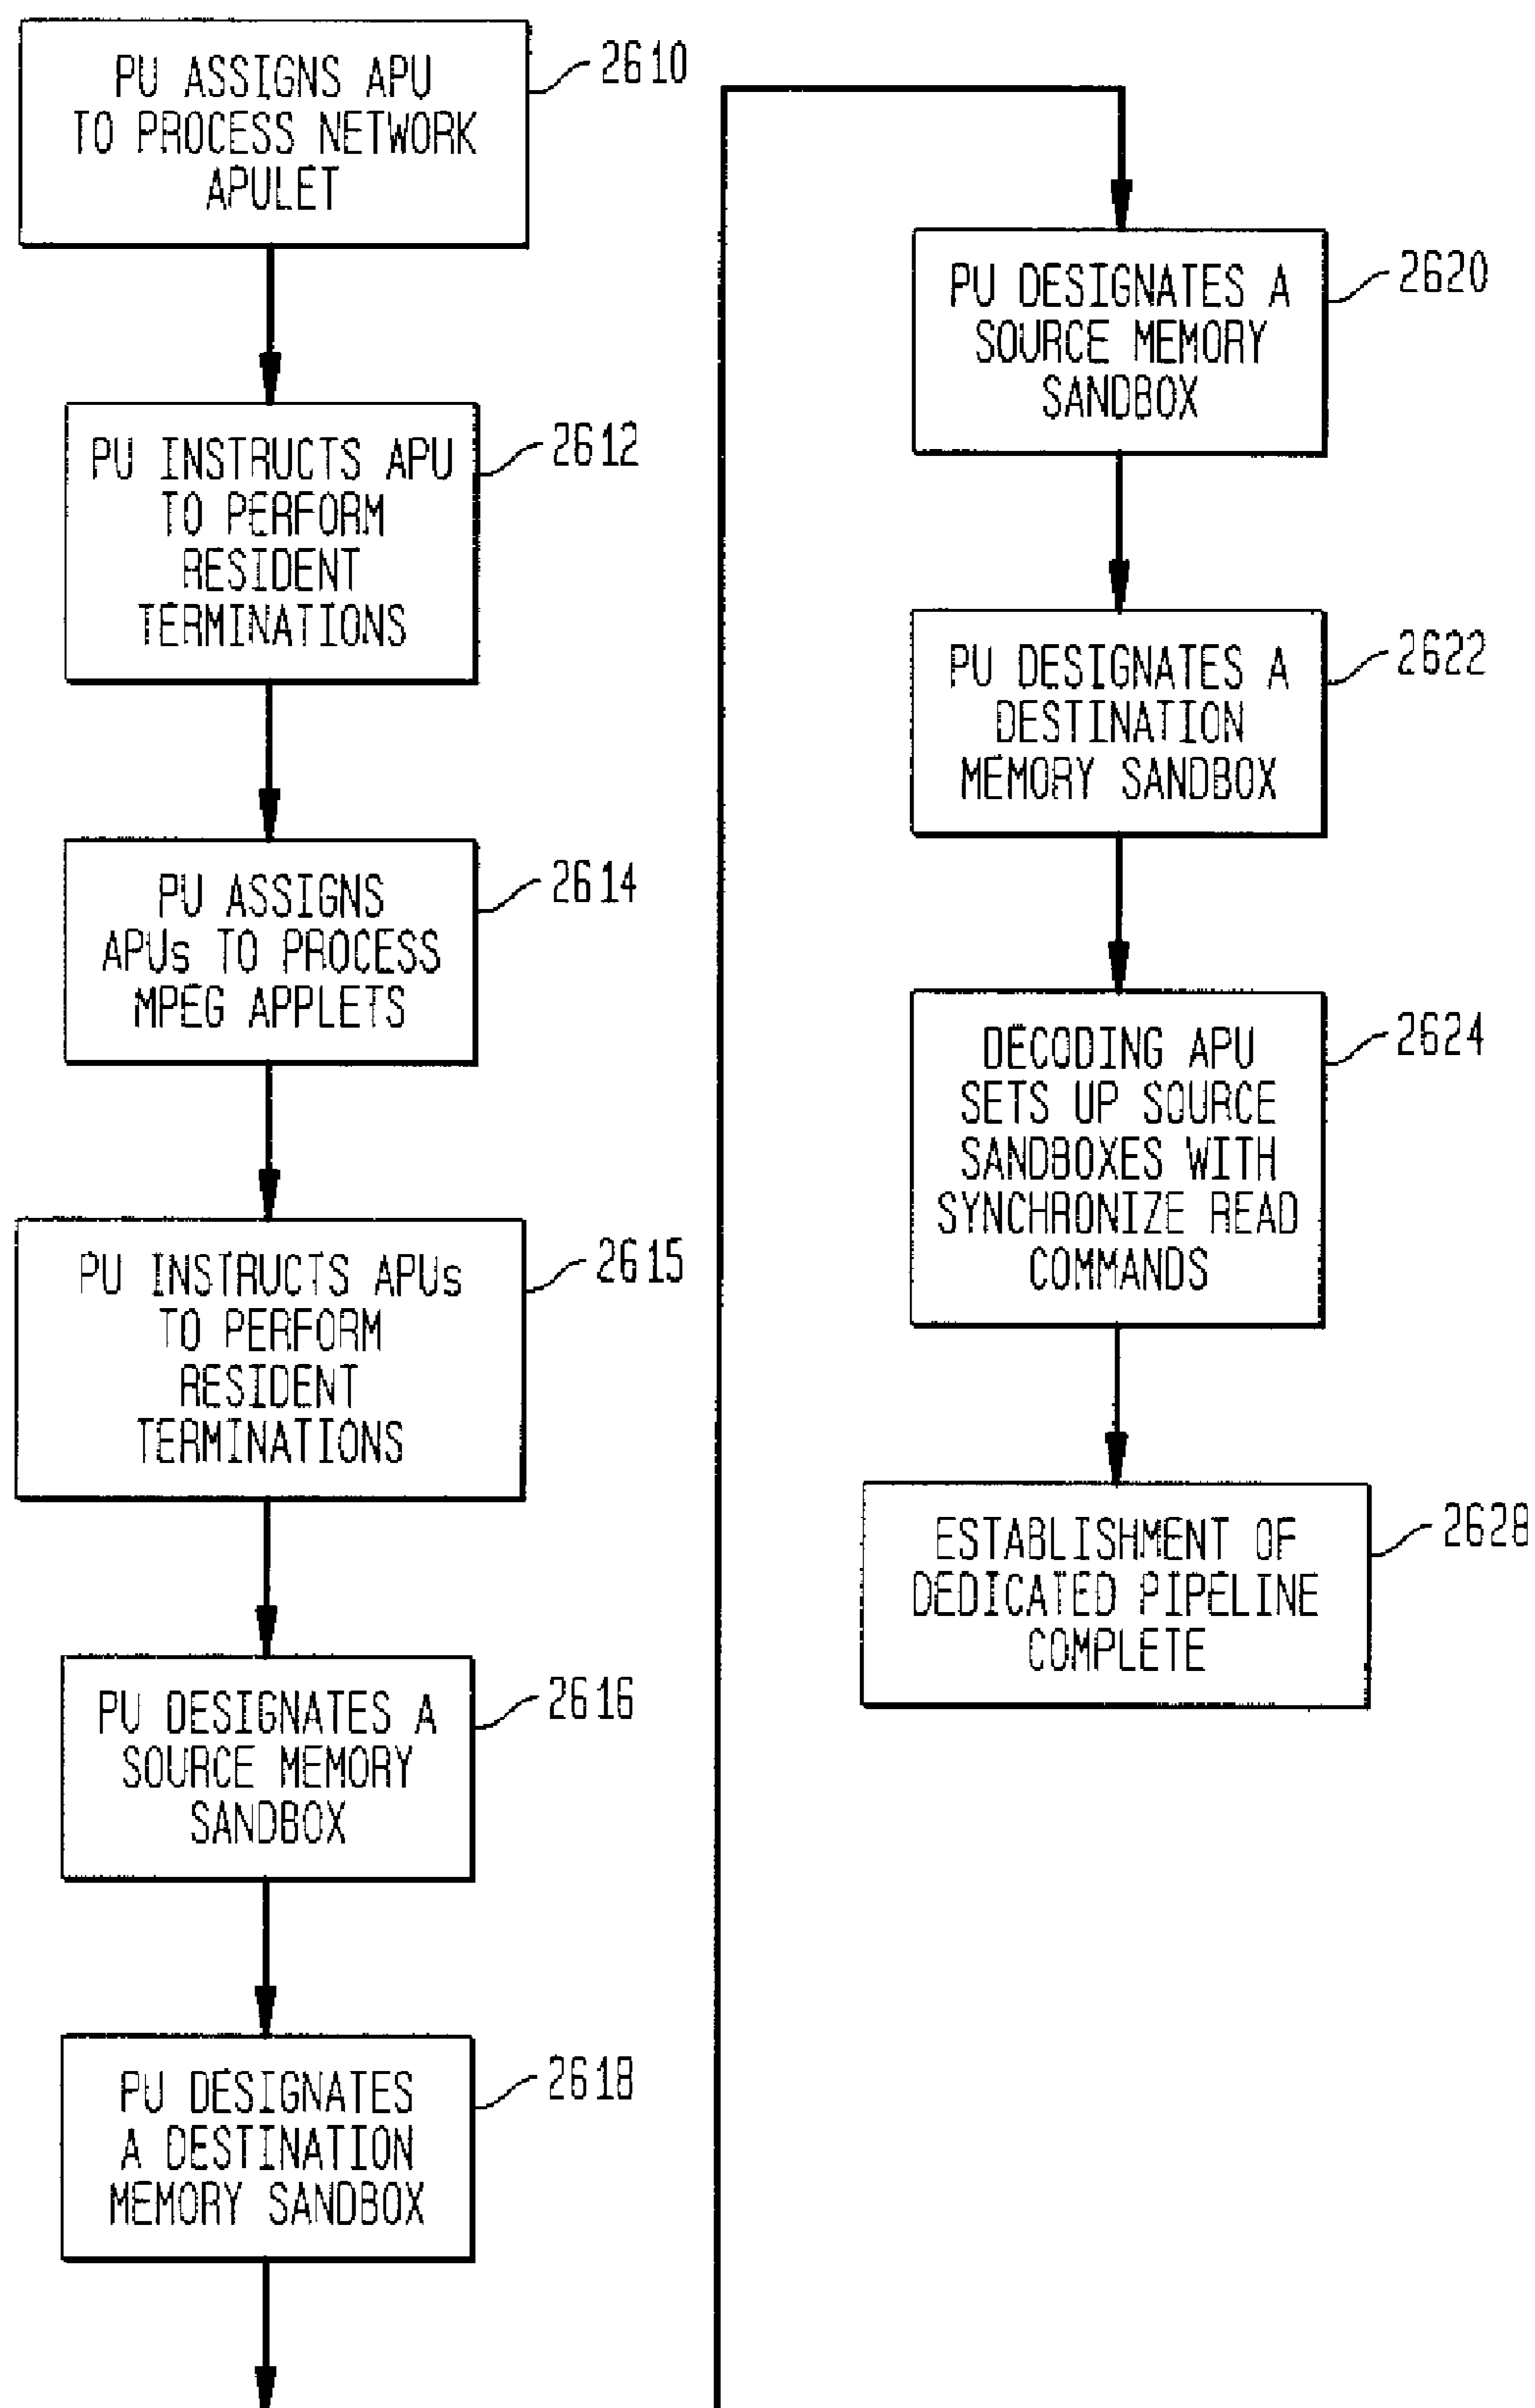 PU ASSIGNS APU
TO PROCESS NETWORK
APULET
2610
PU INSTRUCTS APU
TO PERFORM
RESIDENT
TERMINATIONS
2612
PU ASSIGNS
APUs TO PROCESS
MPEG APPLETS
2614
PU INSTRUCTS APUs
TO PERFORM
RESIDENT
TERMINATIONS
2615
PU DESIGNATES A
SOURCE MEMORY
SANDBOX
2616
PU DESIGNATES
A DESTINATION
MEMORY SANDBOX
2618
PU DESIGNATES A
SOURCE MEMORY
SANDBOX
2620
PU DESIGNATES A
DESTINATION
MEMORY SANDBOX
2622
DECODING APU
SETS UP SOURCE
SANDBOXES WITH
SYNCHRONIZE READ
COMMANDS
2624
ESTABLISHMENT OF
DEDICATED PIPELINE
COMPLETE
2628